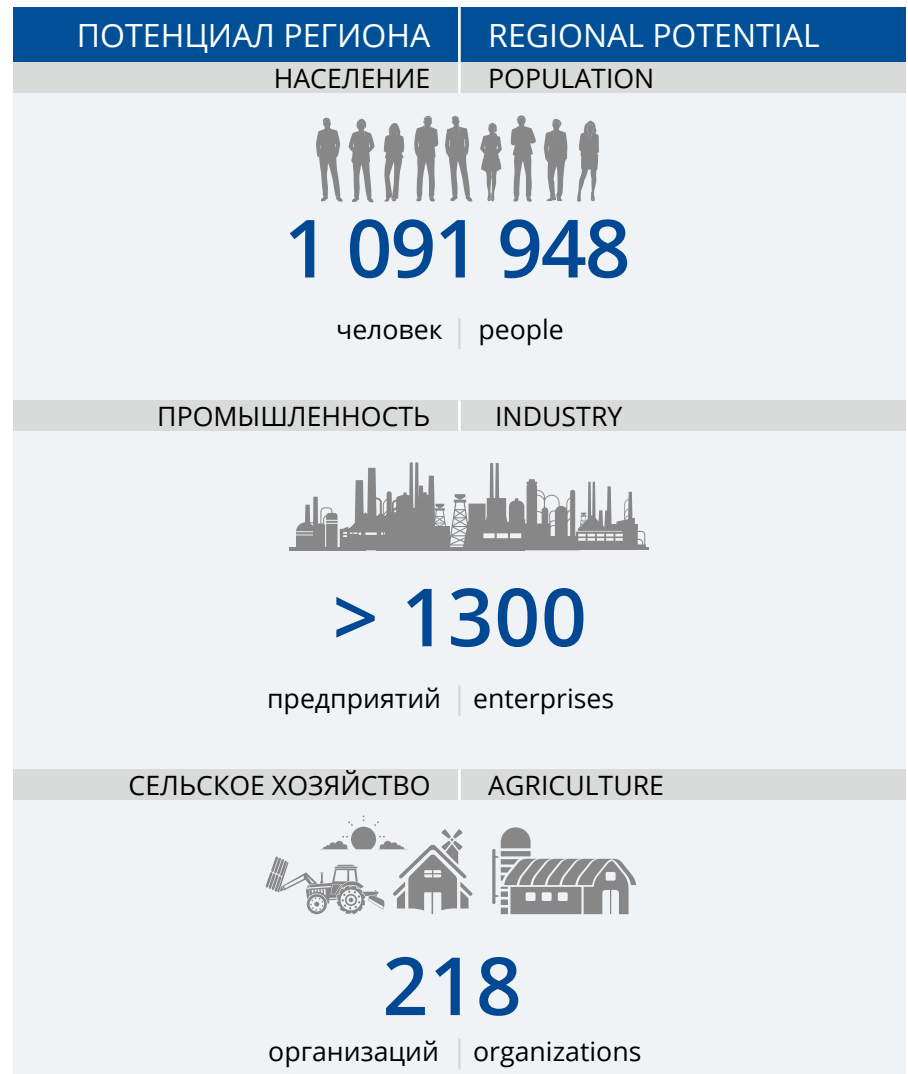 ПОТЕНЦИАЛ РЕГИОНА REGIONAL POTENTIAL
НАСЕЛЕНИЕ POPULATION
1 091 948
человек people
ПРОМЫШЛЕННОСТЬ INDUSTRY
> 1300
предприятий enterprises
СЕЛЬСКОЕ ХОЗЯЙСТВО AGRICULTURE
218
организаций organizations